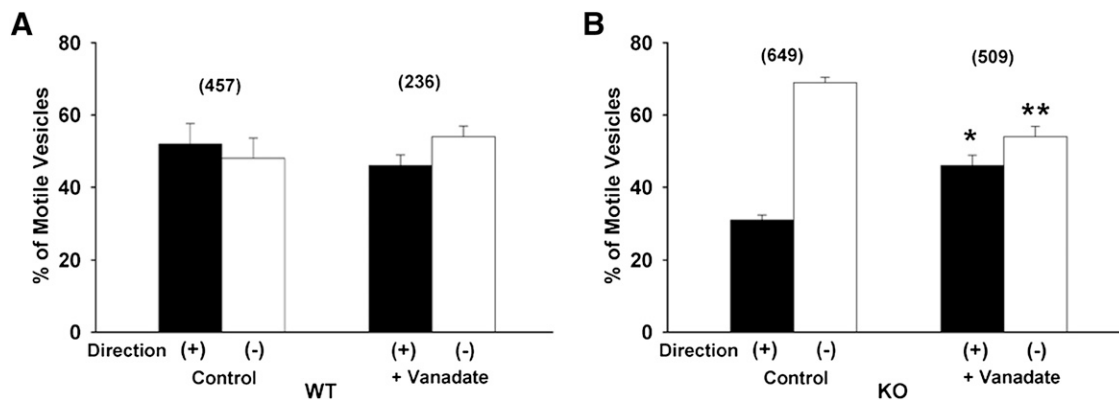 A
% of Motile Vesicles
80
60
40
20
0
(457)
(236)
Direction (+) (-) (+) (-)
Control + Vanadate
WT
B
% of Motile Vesicles
80
60
40
20
0
(649)
(509)
*
**
Direction (+) (-) (+) (-)
Control + Vanadate
KO